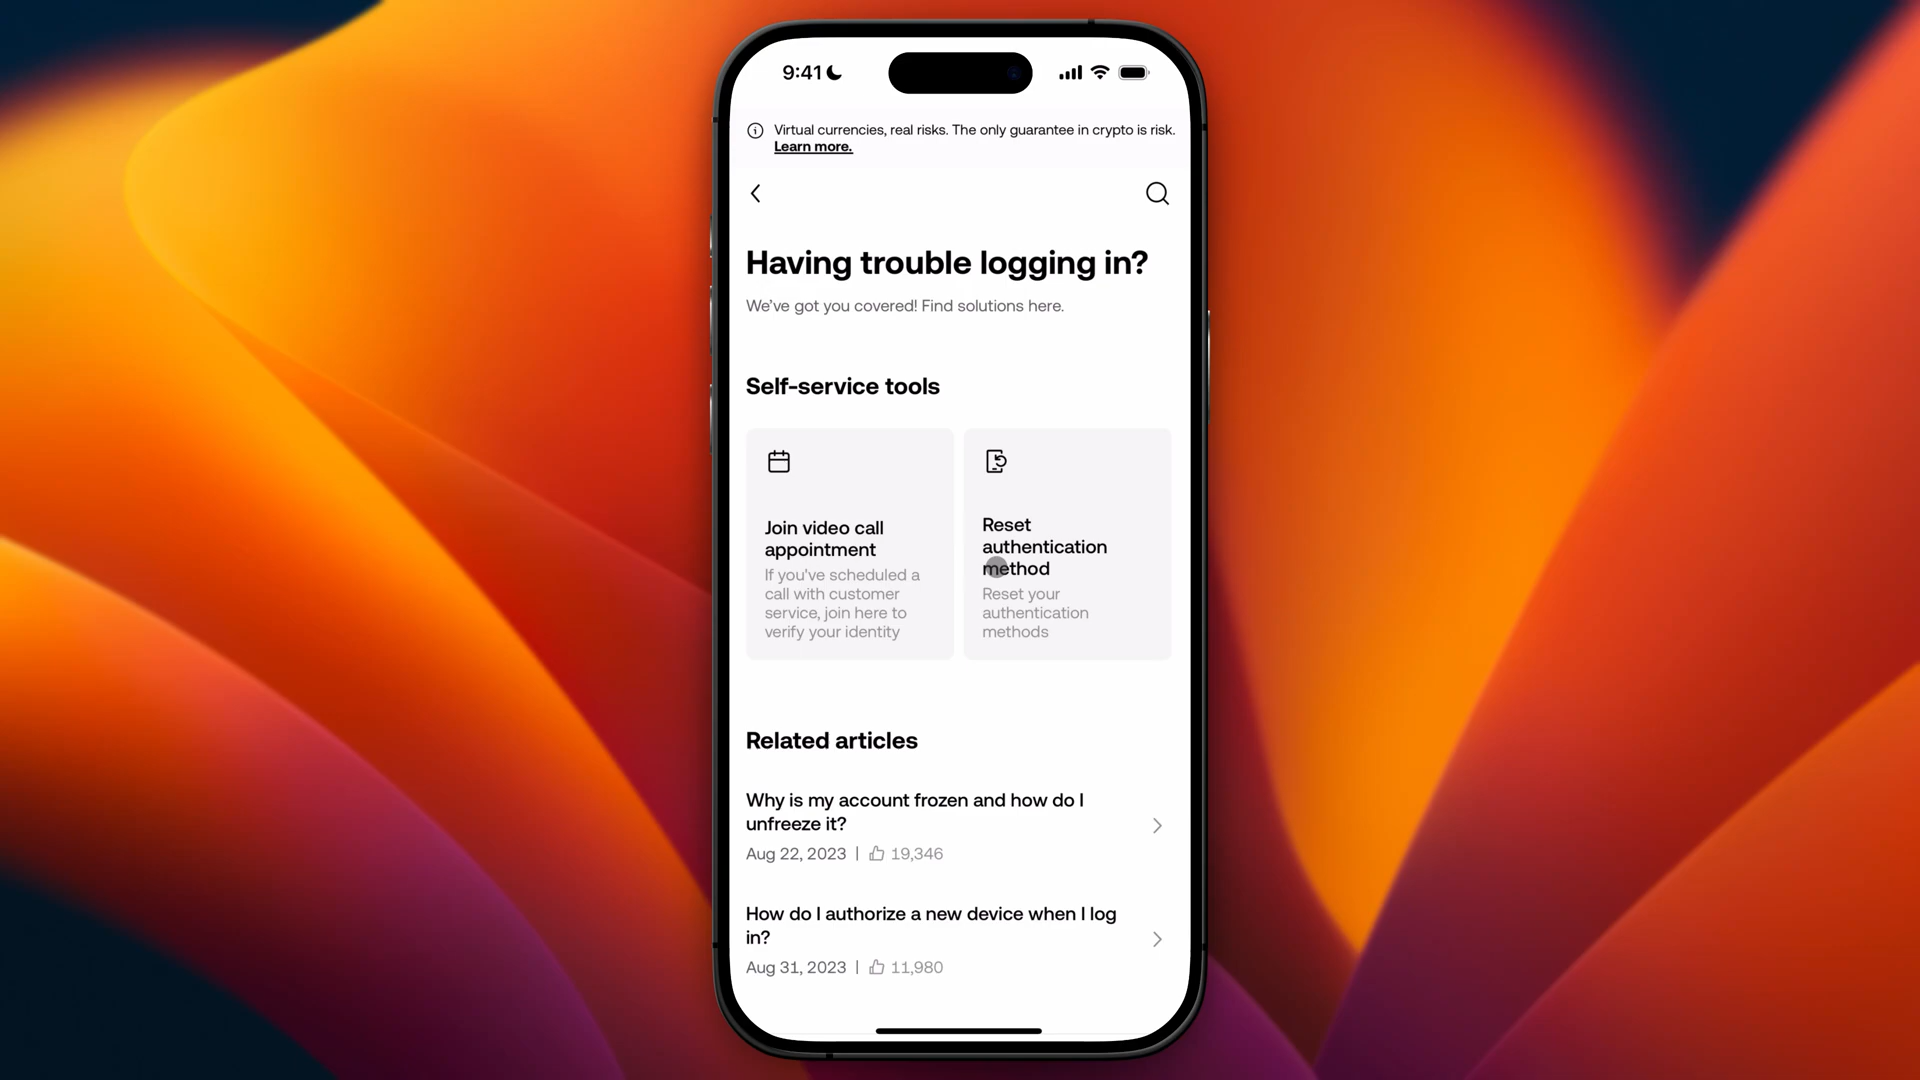 9:41
Virtual currencies, real risks. The only guarantee in crypto is risk.
Learn more.
Having trouble logging in?
We've got you covered! Find solutions here.
Self-service tools
Join video call
appointment
If you've scheduled a
call with customer
service, join here to
verify your identity
Reset
authentication
method
Reset your
authentication
methods
Related articles
Why is my account frozen and how do I
unfreeze it?
Aug 22, 2023 | 19,346
How do I authorize a new device when I log
in?
Aug 31, 2023 | 11,980